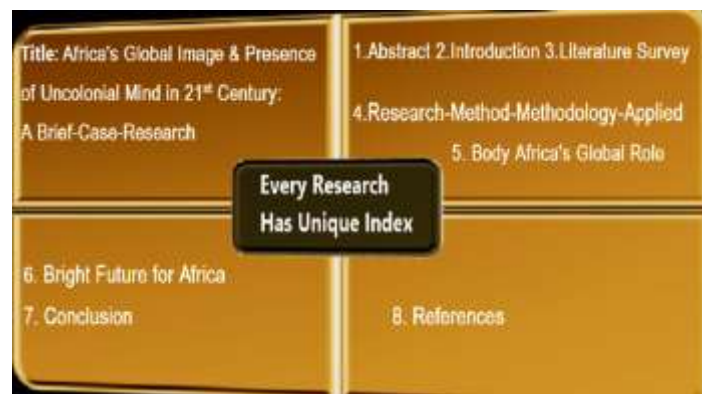 Title: Africa's Global Image & Presence
of Uncolonial Mind in 21st Century:
A Brief-Case-Research
1.Abstract 2.Introduction 3.Literature Survey
4.Research-Method-Methodology-Applied
5. Body Africa's Global Role
Every Research
Has Unique Index
6. Bright Future for Africa
7. Conclusion
8. References